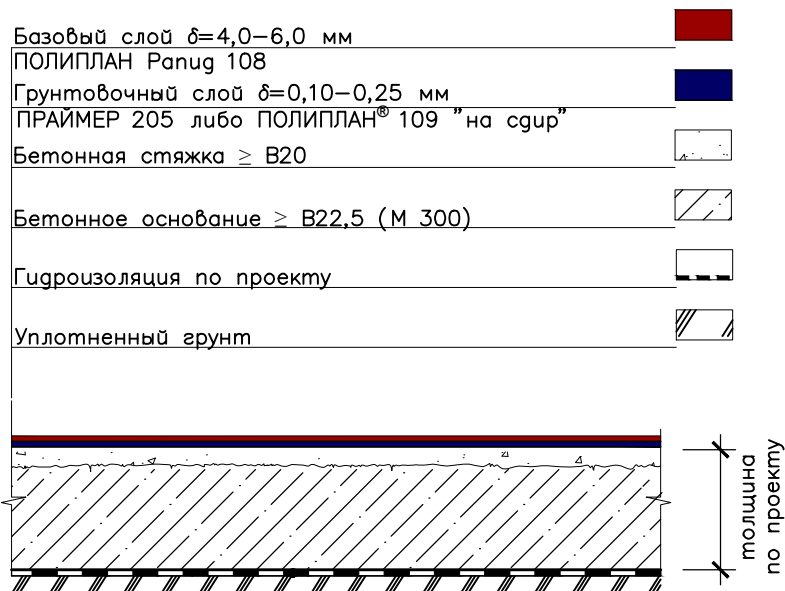 Базовый слой δ=4,0−6,0 мм
ПОЛИПЛАН Рапид 108
Грунтовочный слой δ=0,10−0,25 мм
ПРАЙМЕР 205 либо ПОЛИПЛАН® 109 ”на сдир”
Бетонная стяжка ≥ В20
Бетонное основание ≥ В22,5 (М 300)
Гидроизоляция по проекту
Уплотненный грунт
толщина
по проекту